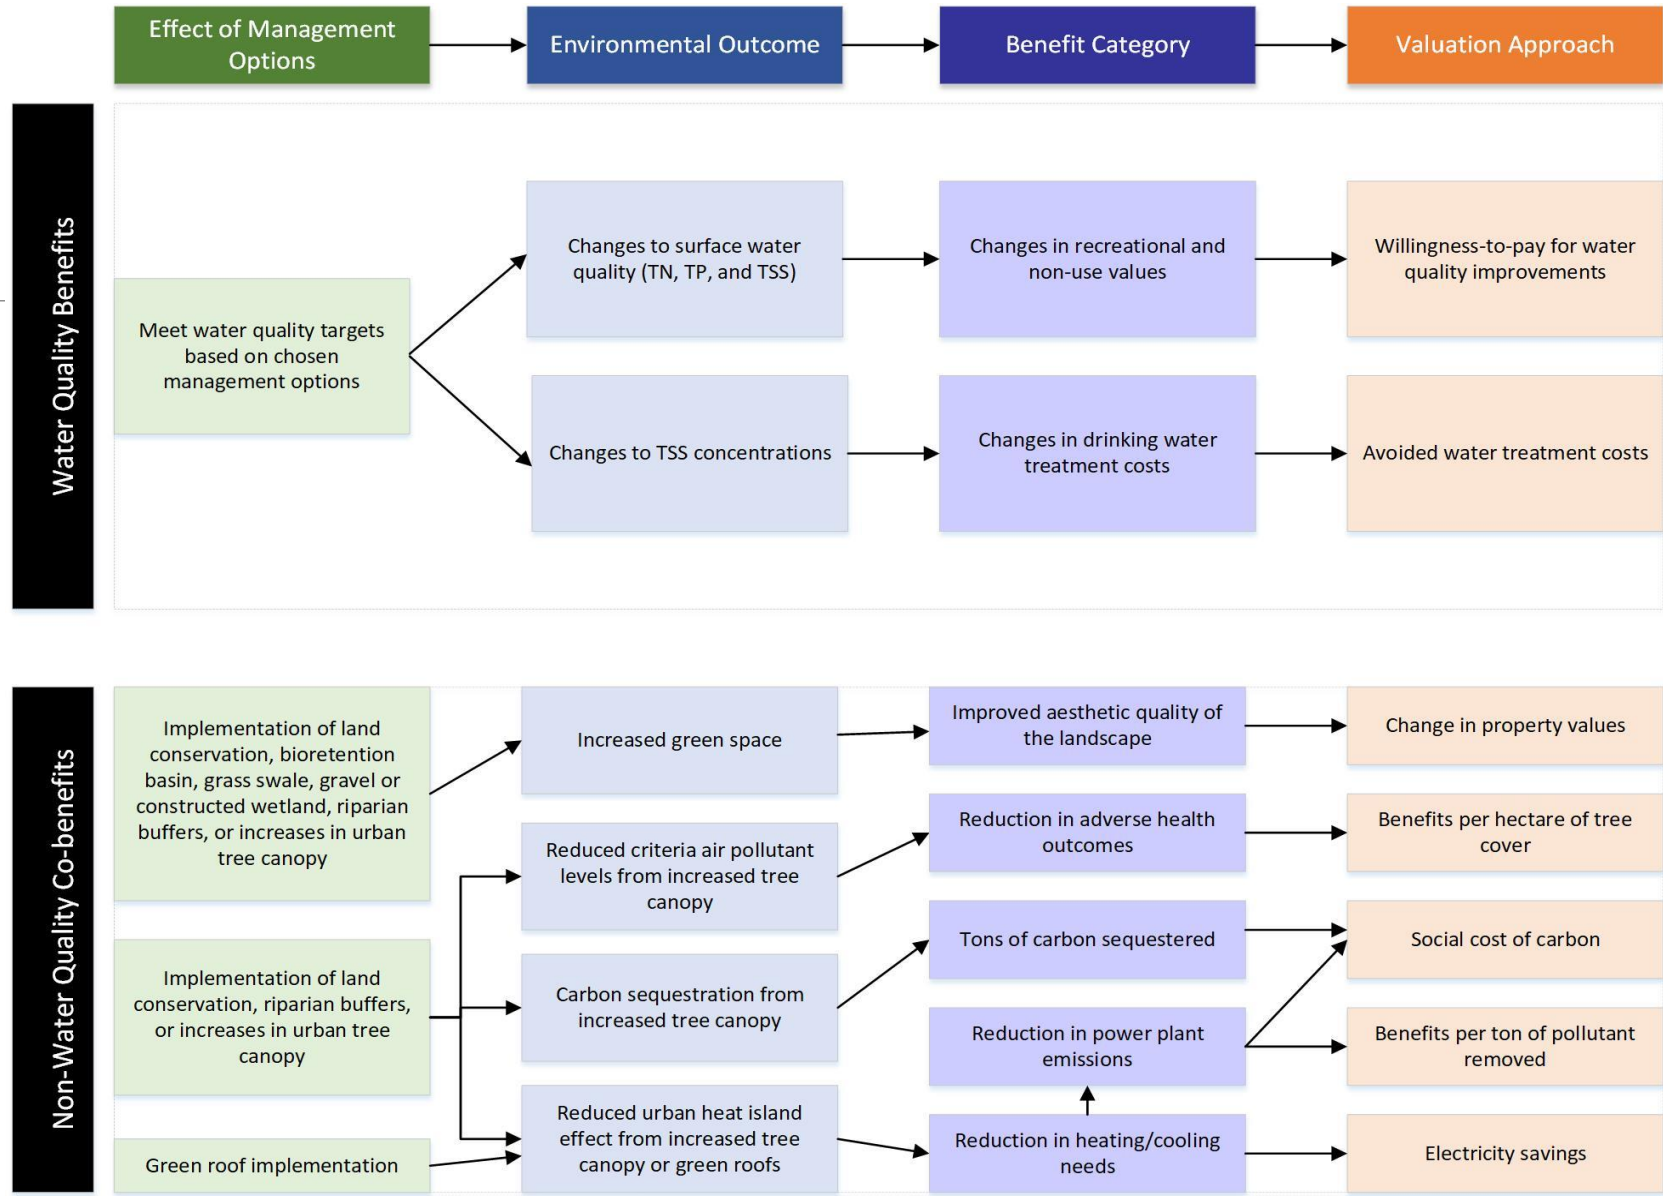 Effect of Management
Options
Environmental Outcome
Benefit Category
Valuation Approach
Water Quality Benefits
Meet water quality targets
based on chosen
management options
Changes to surface water
quality (TN, TP, and TSS)
Changes in recreational and
non-use values
Willingness-to-pay for water
quality improvements
Changes to TSS concentrations
Changes in drinking water
treatment costs
Avoided water treatment costs
Non-Water Quality Co-benefits
Implementation of land
conservation, bioretention
basin, grass swale, gravel or
constructed wetland, riparian
buffers, or increases in urban
tree canopy
Increased green space
Improved aesthetic quality of
the landscape
Change in property values
Reduced criteria air pollutant
levels from increased tree
canopy
Reduction in adverse health
outcomes
Benefits per hectare of tree
cover
Implementation of land
conservation, riparian buffers,
or increases in urban tree
canopy
Carbon sequestration from
increased tree canopy
Tons of carbon sequestered
Social cost of carbon
Reduction in power plant
emissions
Benefits per ton of pollutant
removed
Green roof implementation
Reduced urban heat island
effect from increased tree
canopy or green roofs
Reduction in heating/cooling
needs
Electricity savings